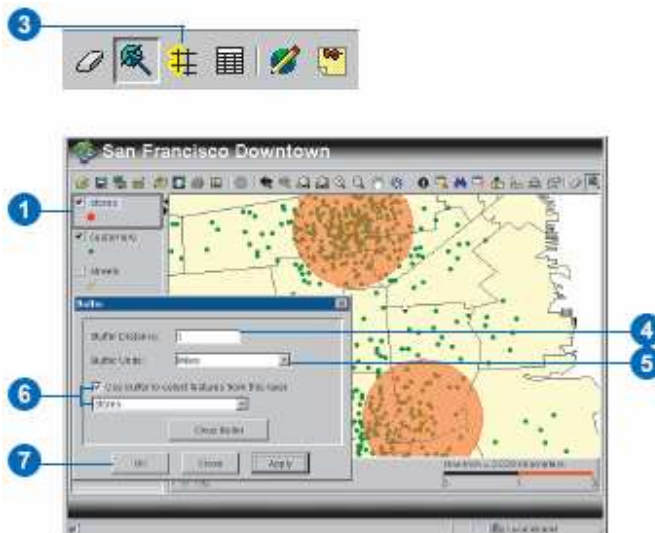 3
San Francisco Downtown
1
stores
customers
streets
Buffer
Buffer Distance:
4
Buffer Units:
Miles
5
6
Use buffer to select features from this layer
stores
Clear Buffer
7
OK
Close
Apply